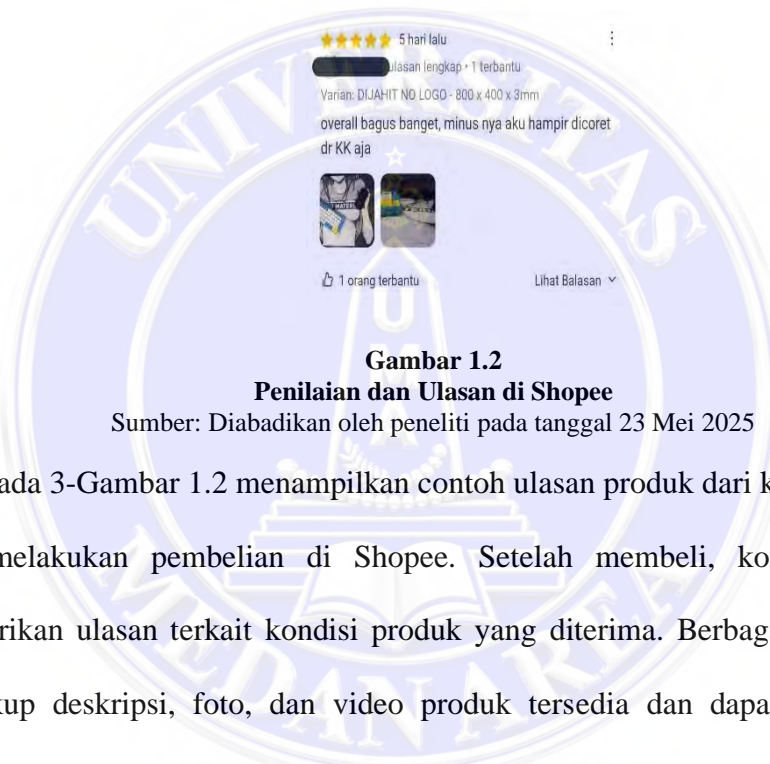 5 hari lalu
ulasan lengkap • 1 terbantu
Varian: DIJAHIT NO LOGO - 800 x 400 x 3mm
overall bagus banget, minus nya aku hampir dicoret
dr KK aja
1 orang terbantu
Lihat Balasan
Gambar 1.2
Penilaian dan Ulasan di Shopee
Sumber: Diabadikan oleh peneliti pada tanggal 23 Mei 2025
ada 3-Gambar 1.2 menampilkan contoh ulasan produk dari k
melakukan pembelian di Shopee. Setelah membeli, ko
rikan ulasan terkait kondisi produk yang diterima. Berbag
kup deskripsi, foto, dan video produk tersedia dan dapa
UNIVERSITAS
UMA
MEDAN AREA